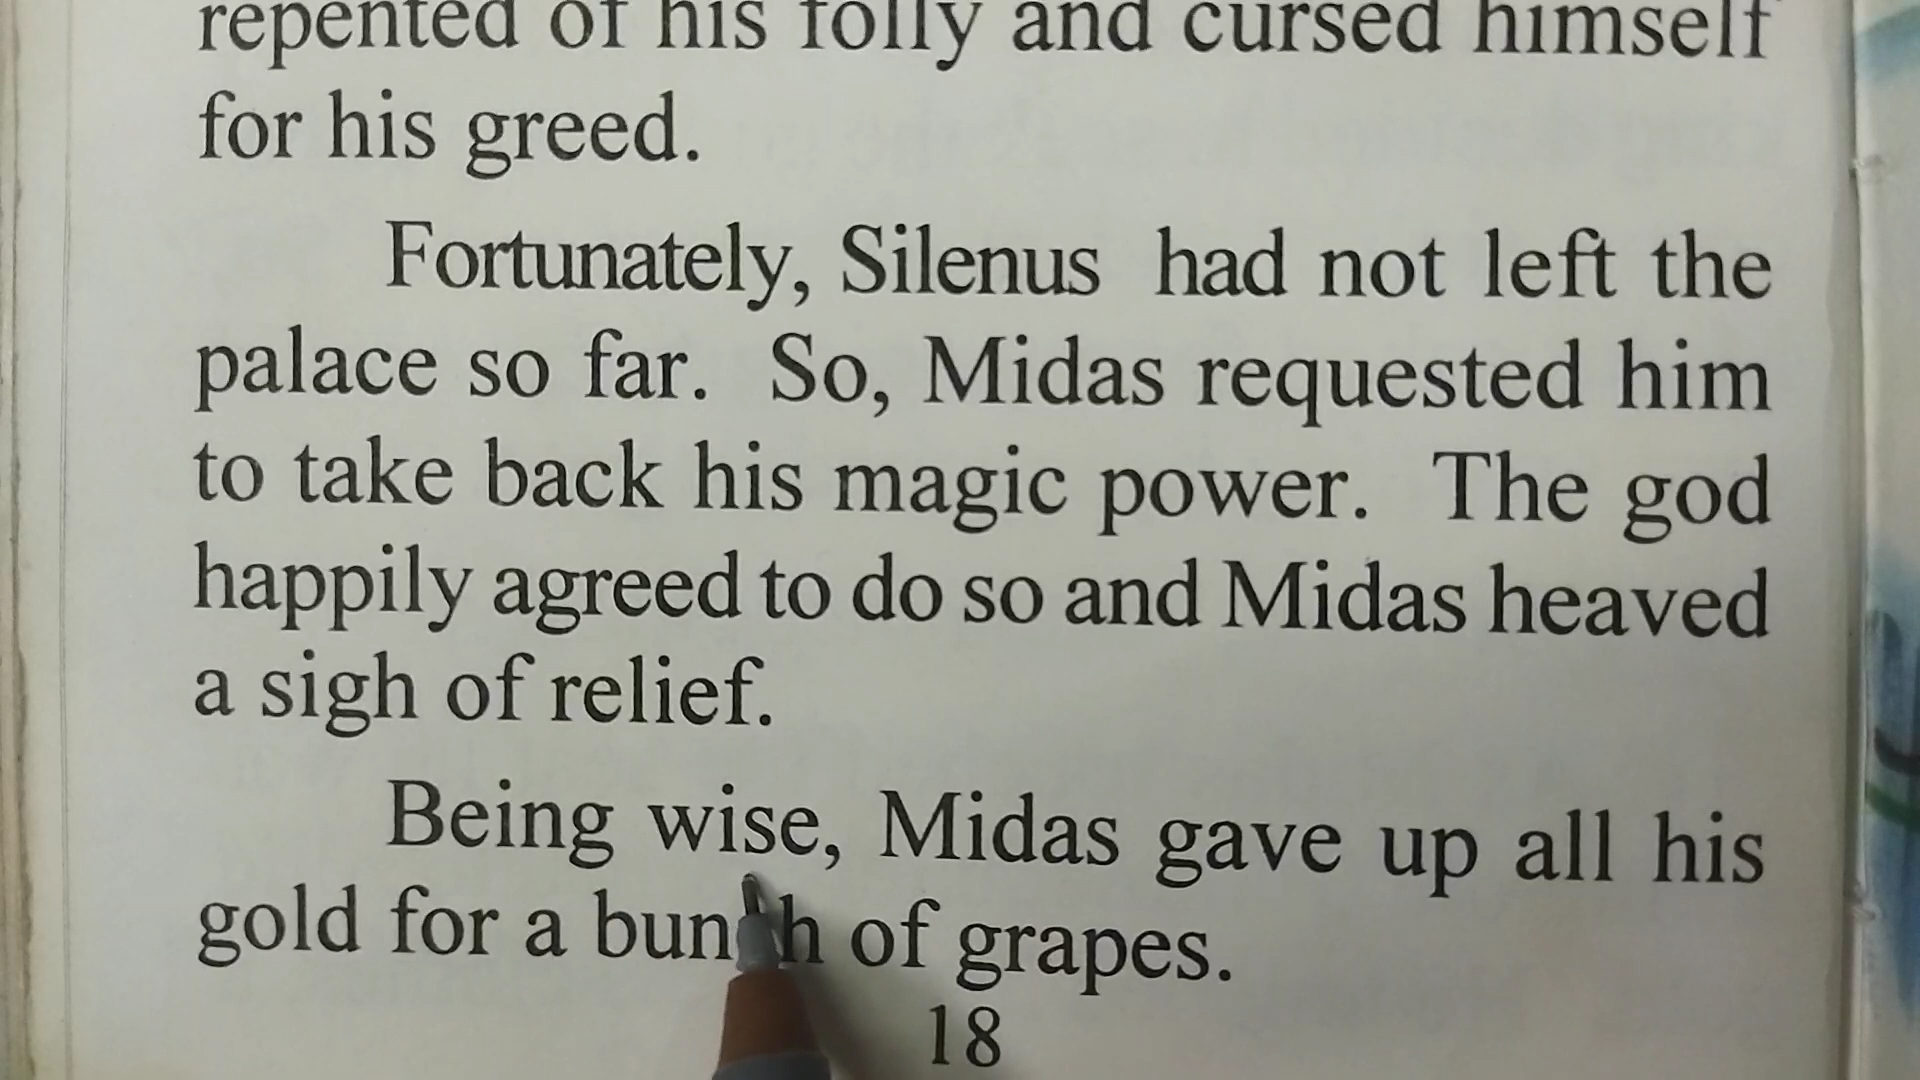 repented of his folly and cursed himself
for his greed.
Fortunately, Silenus had not left the
palace so far. So, Midas requested him
to take back his magic power. The god
happily agreed to do so and Midas heaved
a sigh of relief.
Being wise, Midas gave up all his
gold for a bunch of grapes.
18